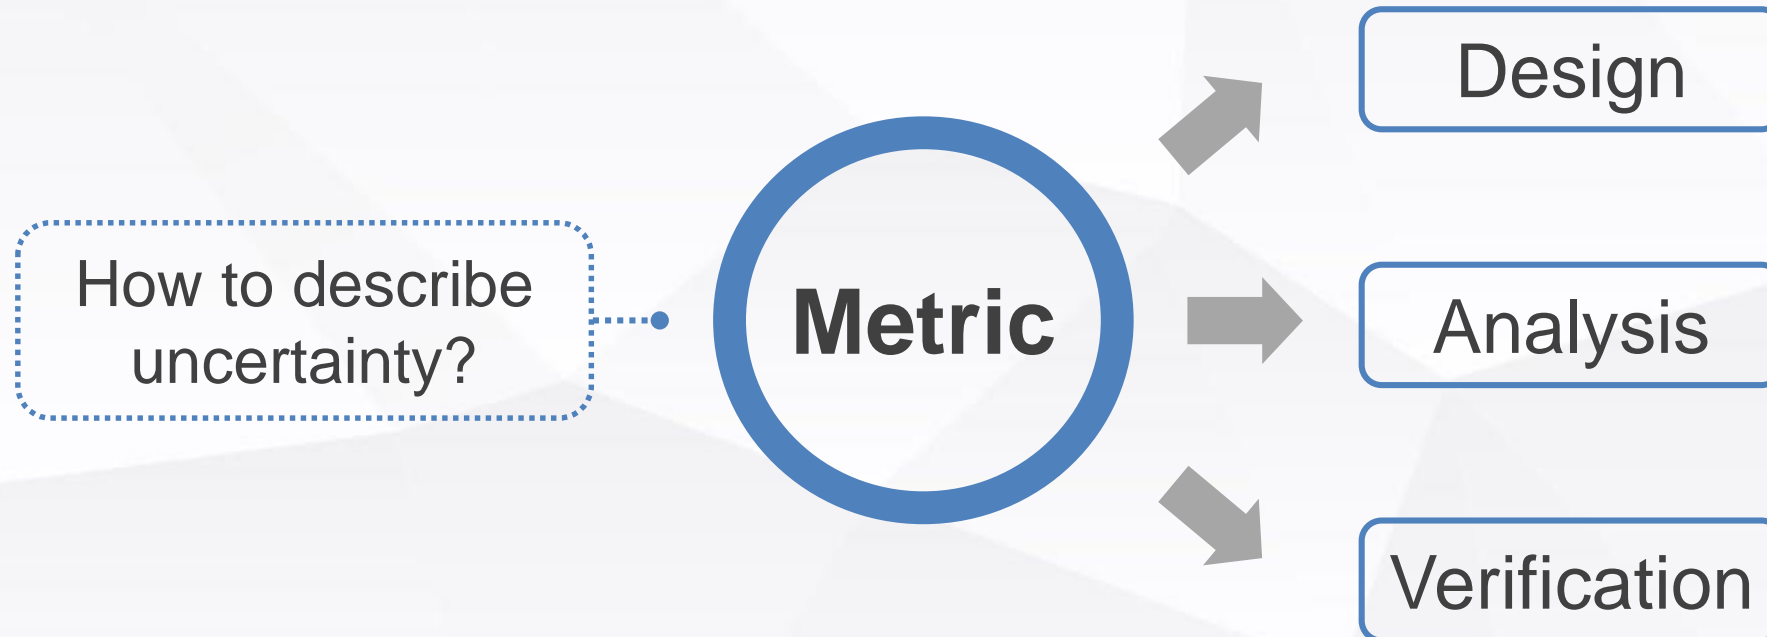 How to describe
uncertainty?
Metric
Design
Analysis
Verification